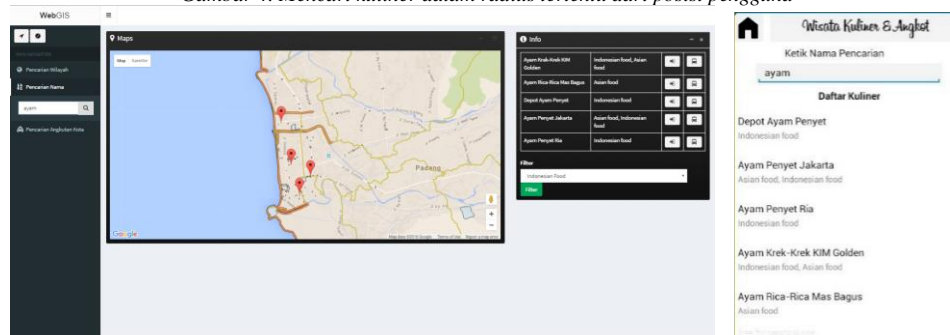 Gambar 4. Mencari kuliner dalam radius tertentu dari posisi pengguna
WebGIS
Pencarian Wilayah
Pencarian Nama
ayam
Pencarian Angkutan Kota
Maps
Map Satellite
Padang
Google
Info
Ayam Krek-Krek KIM Golden
Indonesian food, Asian food
Ayam Rica-Rica Mas Bagus
Asian food
Depot Ayam Penyet
Indonesian food
Ayam Penyet Jakarta
Asian food, Indonesian food
Ayam Penyet Ria
Indonesian food
Filter
Indonesian Food
Filter
Wisata Kuliner & Angkot
Ketik Nama Pencarian
ayam
Daftar Kuliner
Depot Ayam Penyet
Indonesian food
Ayam Penyet Jakarta
Asian food, Indonesian food
Ayam Penyet Ria
Indonesian food
Ayam Krek-Krek KIM Golden
Indonesian food, Asian food
Ayam Rica-Rica Mas Bagus
Asian food